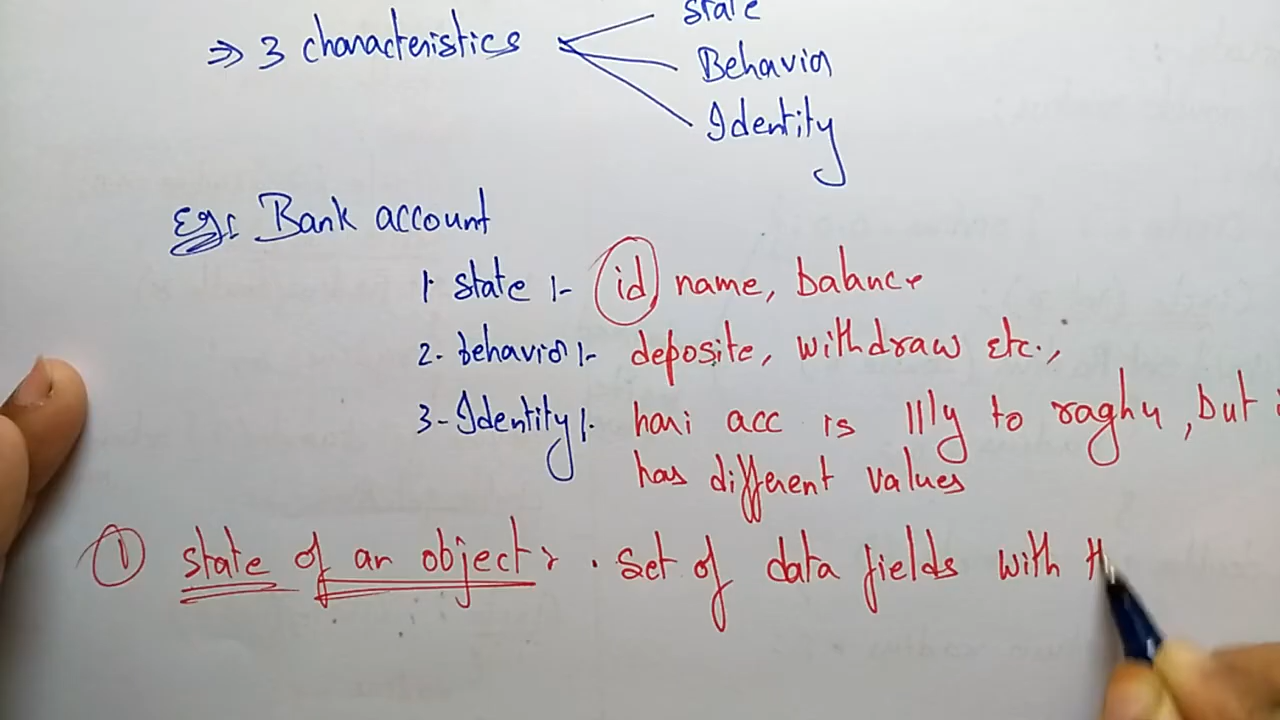 ⇒ 3 characteristics
state
Behavior
Identity
Eg: Bank account
1. state :- id name, balance
2. behavior :- deposite, withdraw etc.,
3 - Identity :- hari acc is llly to raghu, but
has different values
① state of an object : . set of data fields with